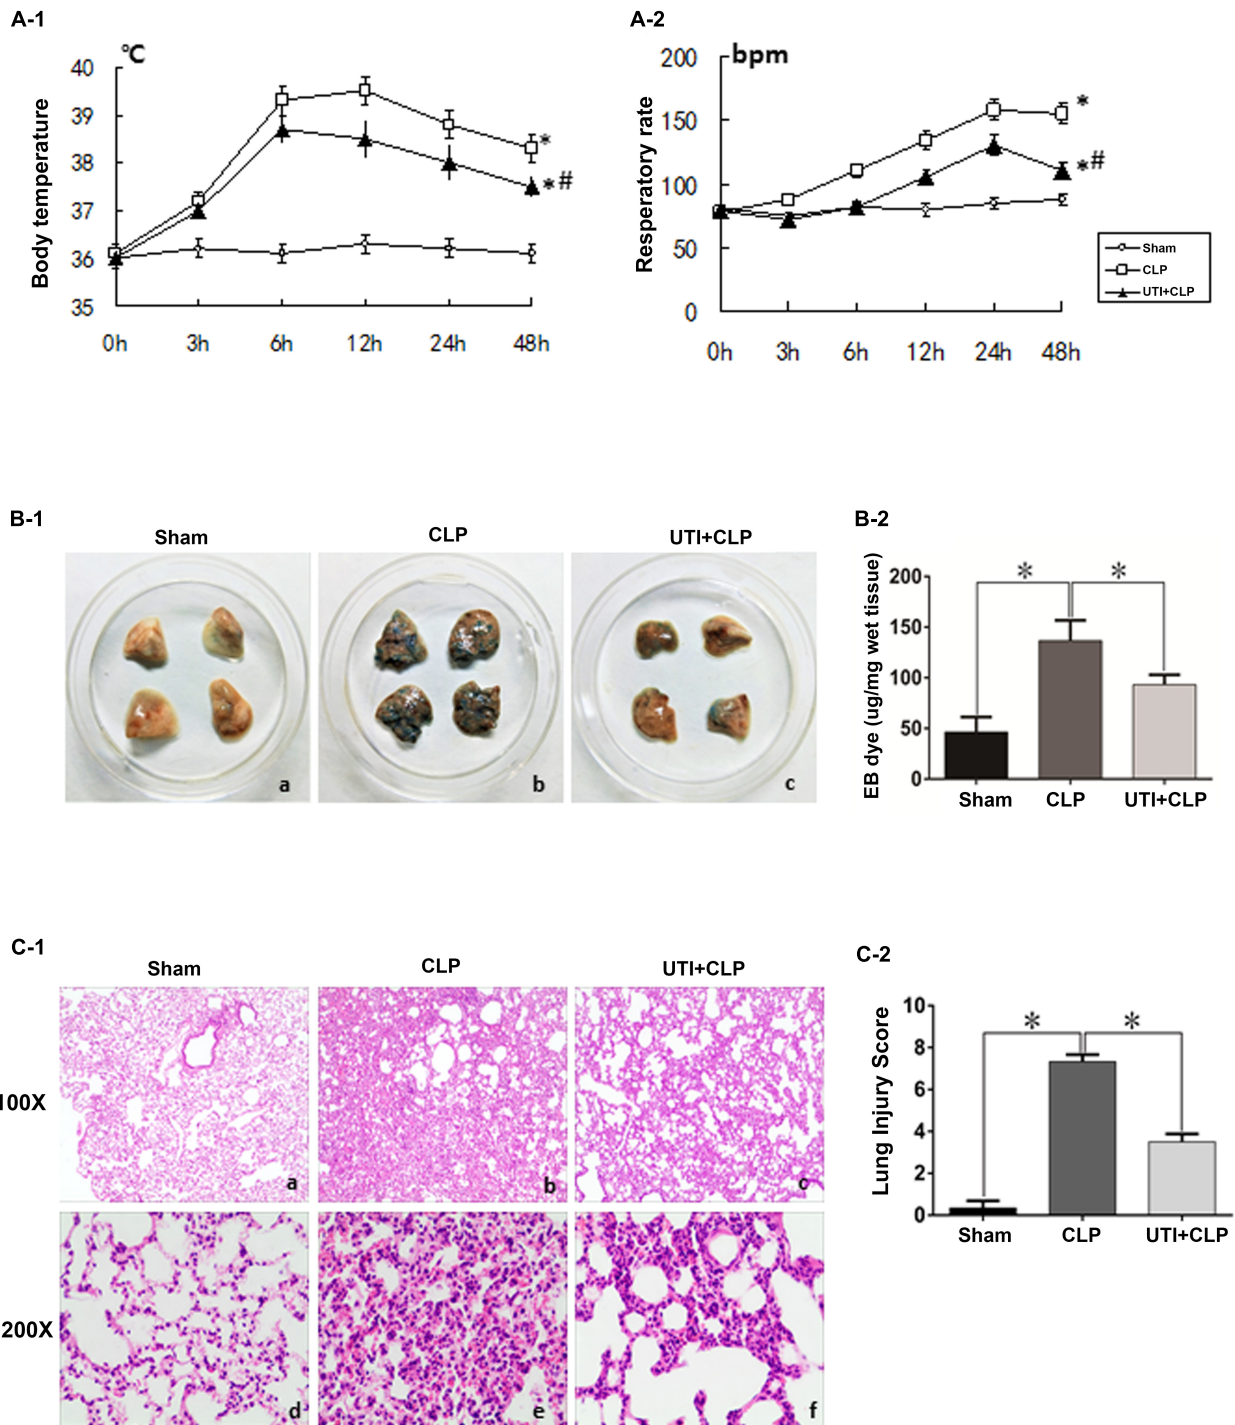 A-1
A-2
°C
bpm
Body temperature
40
39
38
37
36
35
0h 3h 6h 12h 24h 48h
*
*#
Resperatory rate
200
150
100
50
0
0h 3h 6h 12h 24h 48h
*
*#
Sham
CLP
UTI+CLP
B-1
Sham CLP UTI+CLP
a b c
B-2
EB dye (ug/mg wet tissue)
200
150
100
50
0
* *
Sham CLP UTI+CLP
C-1
Sham CLP UTI+CLP
100X
a b c
200X
d e f
C-2
Lung Injury Score
10
8
6
4
2
0
* *
Sham CLP UTI+CLP